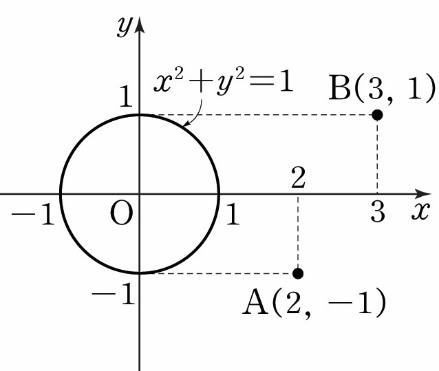 y
1
x²+y²=1
B(3, 1)
2
−1
O
1
3
x
−1
A(2, −1)